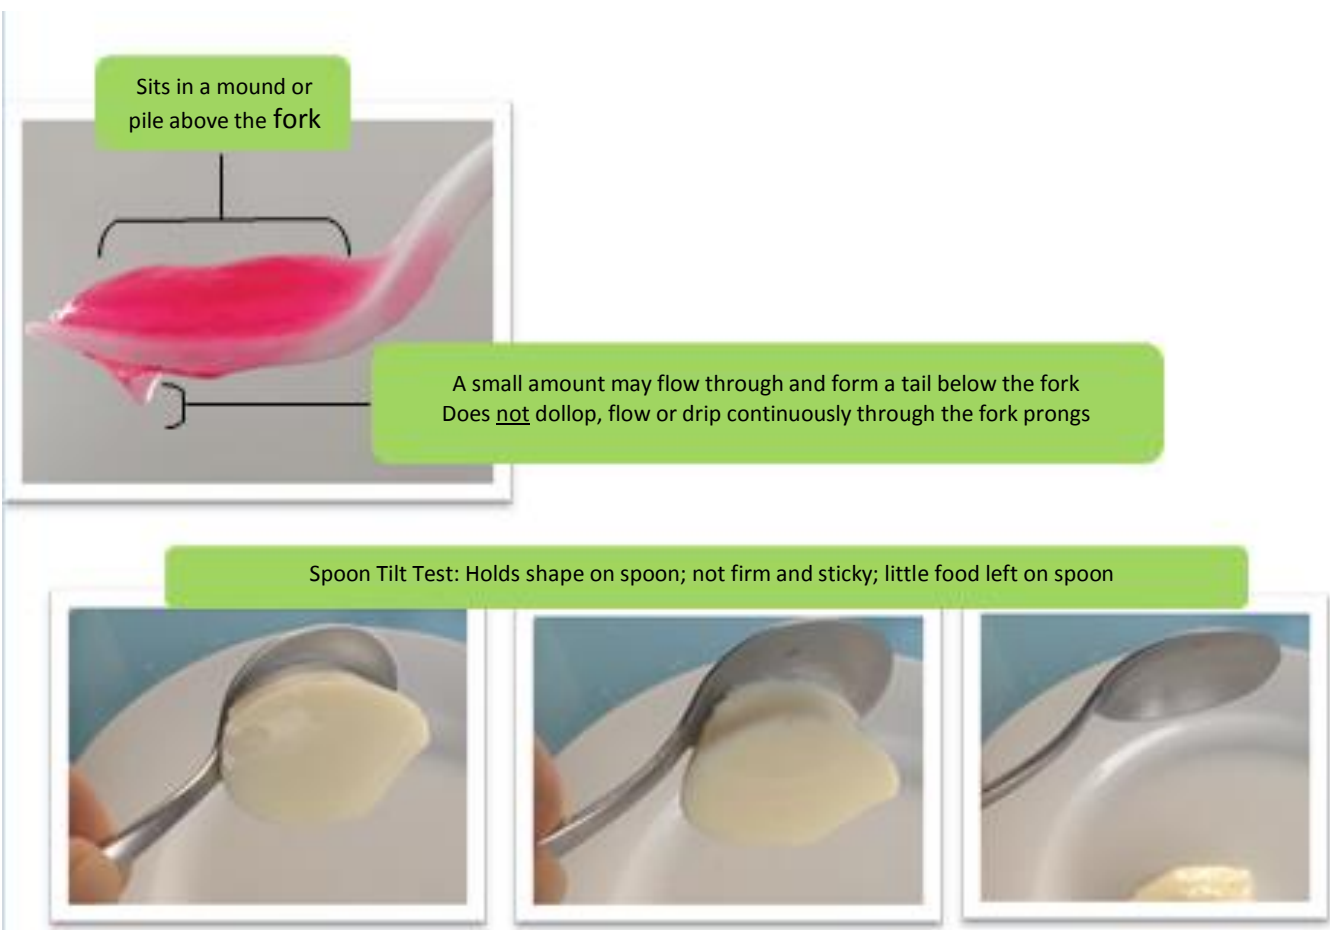 Sits in a mound or
pile above the fork
A small amount may flow through and form a tail below the fork
Does not dollop, flow or drip continuously through the fork prongs
Spoon Tilt Test: Holds shape on spoon; not firm and sticky; little food left on spoon